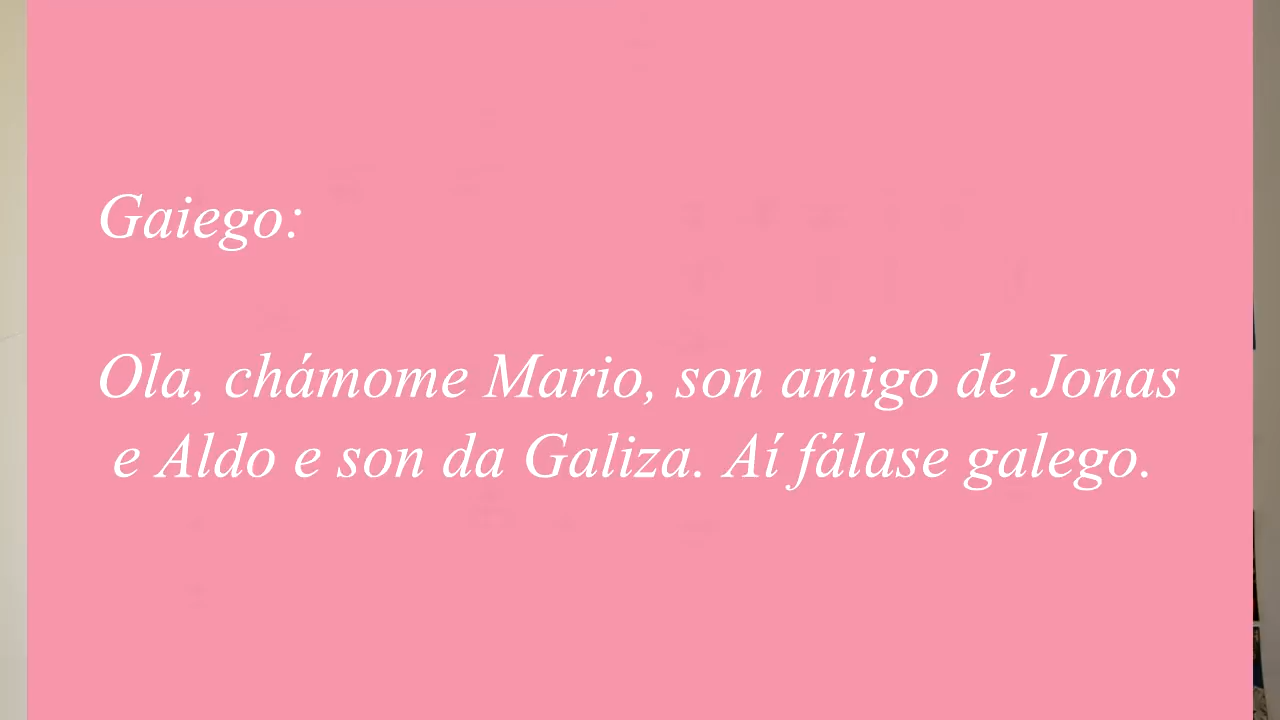 Gaiego:
Ola, chámome Mario, son amigo de Jonas
e Aldo e son da Galiza. Aí fálase galego.